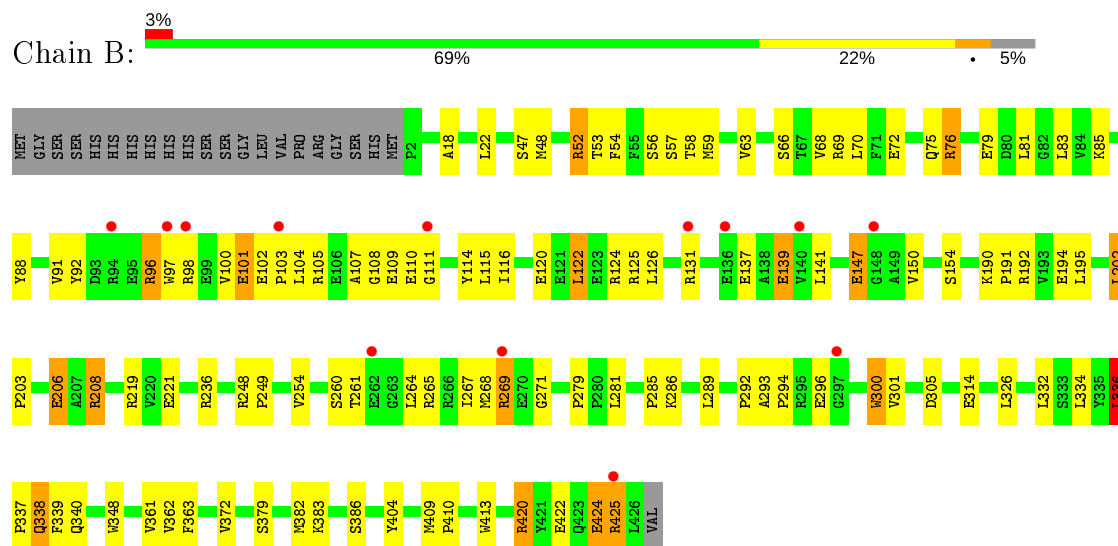 3%
Chain B:
69% 22% • 5%
MET GLY SER SER HIS HIS HIS HIS HIS HIS SER SER GLY LEU VAL PRO ARG GLY SER HIS MET P2 A18 L22 S47 M48 R52 T53 F54 F55 S56 S57 T58 M59 V63 S66 T67 V68 R69 L70 F71 E72 Q75 R76 E79 D80 L81 G82 L83 V84 K85
Y88 V91 Y92 D93 R94 E95 R96 W97 R98 E99 V100 E101 E102 P103 L104 R105 E106 A107 G108 E109 E110 G111 Y114 L115 I116 E120 E121 L122 E123 R124 R125 L126 R131 E136 E137 A138 E139 V140 L141 E147 G148 A149 V150 S154 K190 P191 R192 V193 E194 L195 L202
P203 E206 A207 R208 R219 V220 E221 R236 R248 P249 V254 S260 T261 E262 G263 L264 R265 R266 I267 M268 R269 E270 G271 P279 P280 L281 P285 K286 L289 P292 A293 P294 R295 E296 G297 W300 V301 D305 E314 L326 L332 S333 L334 Y335 L336
P337 Q338 F339 Q340 W348 V361 V362 F363 V372 S379 M382 K383 S386 Y404 M409 P410 W413 R420 Y421 E422 Q423 E424 R425 L426 VAL